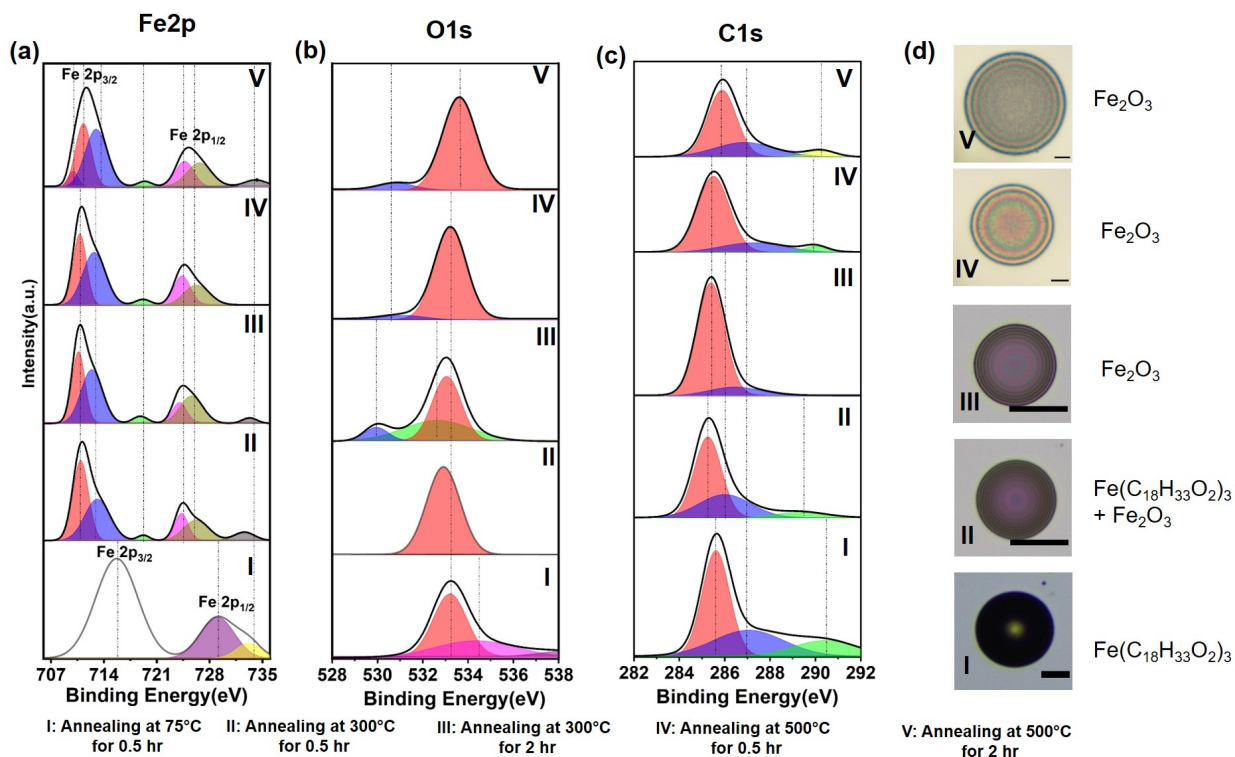 Fe2p
O1s
C1s
(a)
(b)
(c)
(d)
Intensity(a.u.)
Fe 2p3/2
Fe 2p1/2
V
IV
III
II
Fe 2p3/2
Fe 2p1/2
I
707 714 721 728 735
Binding Energy(eV)
V
IV
III
II
I
528 530 532 534 536 538
Binding Energy(eV)
V
IV
III
II
I
282 284 286 288 290 292
Binding Energy(eV)
V
Fe2O3
IV
Fe2O3
III
Fe2O3
II
Fe(C18H33O2)3
+ Fe2O3
I
Fe(C18H33O2)3
I: Annealing at 75°C
for 0.5 hr
II: Annealing at 300°C
for 0.5 hr
III: Annealing at 300°C
for 2 hr
IV: Annealing at 500°C
for 0.5 hr
V: Annealing at 500°C
for 2 hr